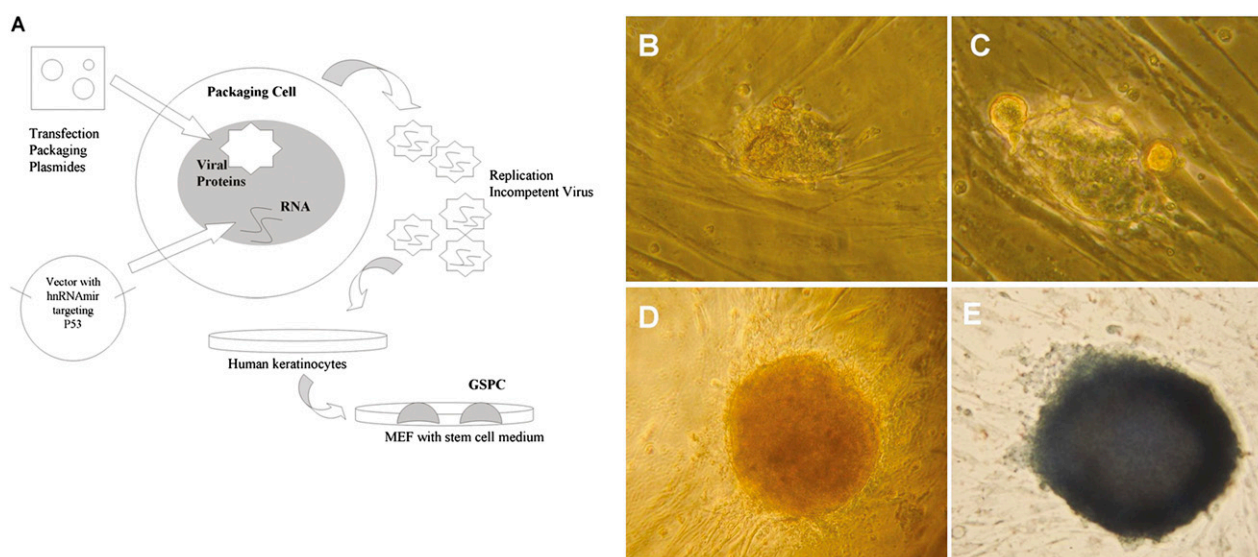 A
Transfection
Packaging
Plasmides
Packaging Cell
Viral
Proteins
RNA
Replication
Incompetent Virus
Vector with
hnRNAmir
targeting
P53
Human keratinocytes
GSPC
MEF with stem cell medium
B
C
D
E